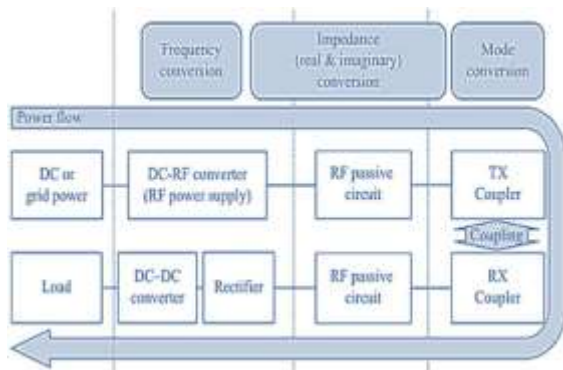 Frequency
conversion
Impedance
(real & imaginary)
conversion
Mode
conversion
Power flow
DC or
grid power
DC-RF converter
(RF power supply)
RF passive
circuit
TX
Coupler
Coupling
Load
DC-DC
converter
Rectifier
RF passive
circuit
RX
Coupler